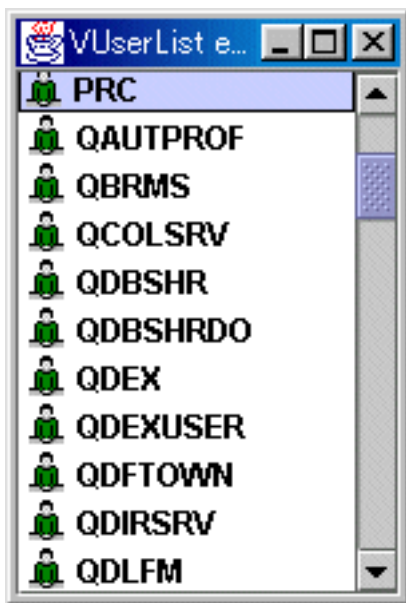 VUserList e...
PRC
QAUTPROF
QBRMS
QCOLSRV
QDBSHR
QDBSHRDO
QDEX
QDEXUSER
QDFTOWN
QDIRSRV
QDLFM